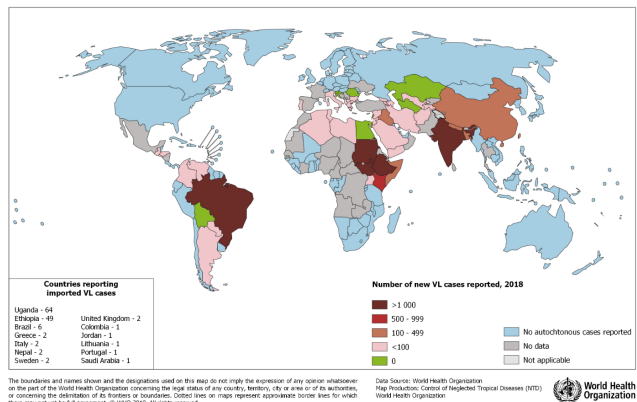 Countries reporting
imported VL cases
Uganda - 64
Ethiopia - 49
Brazil - 6
Greece - 2
Italy - 2
Nepal - 2
Sweden - 2
United Kingdom - 2
Colombia - 1
Jordan - 1
Lithuania - 1
Portugal - 1
Saudi Arabia - 1
Number of new VL cases reported, 2018
>1 000
500 - 999
100 - 499
<100
0
No autochtonous cases reported
No data
Not applicable
The boundaries and names shown and the designations used on this map do not imply the expression of any opinion whatsoever
on the part of the World Health Organization concerning the legal status of any country, territory, city or area or of its authorities,
or concerning the delimitation of its frontiers or boundaries. Dotted lines on maps represent approximate border lines for which
Data Source: World Health Organization
Map Production: Control of Neglected Tropical Diseases (NTD)
World Health Organization
World Health
Organization